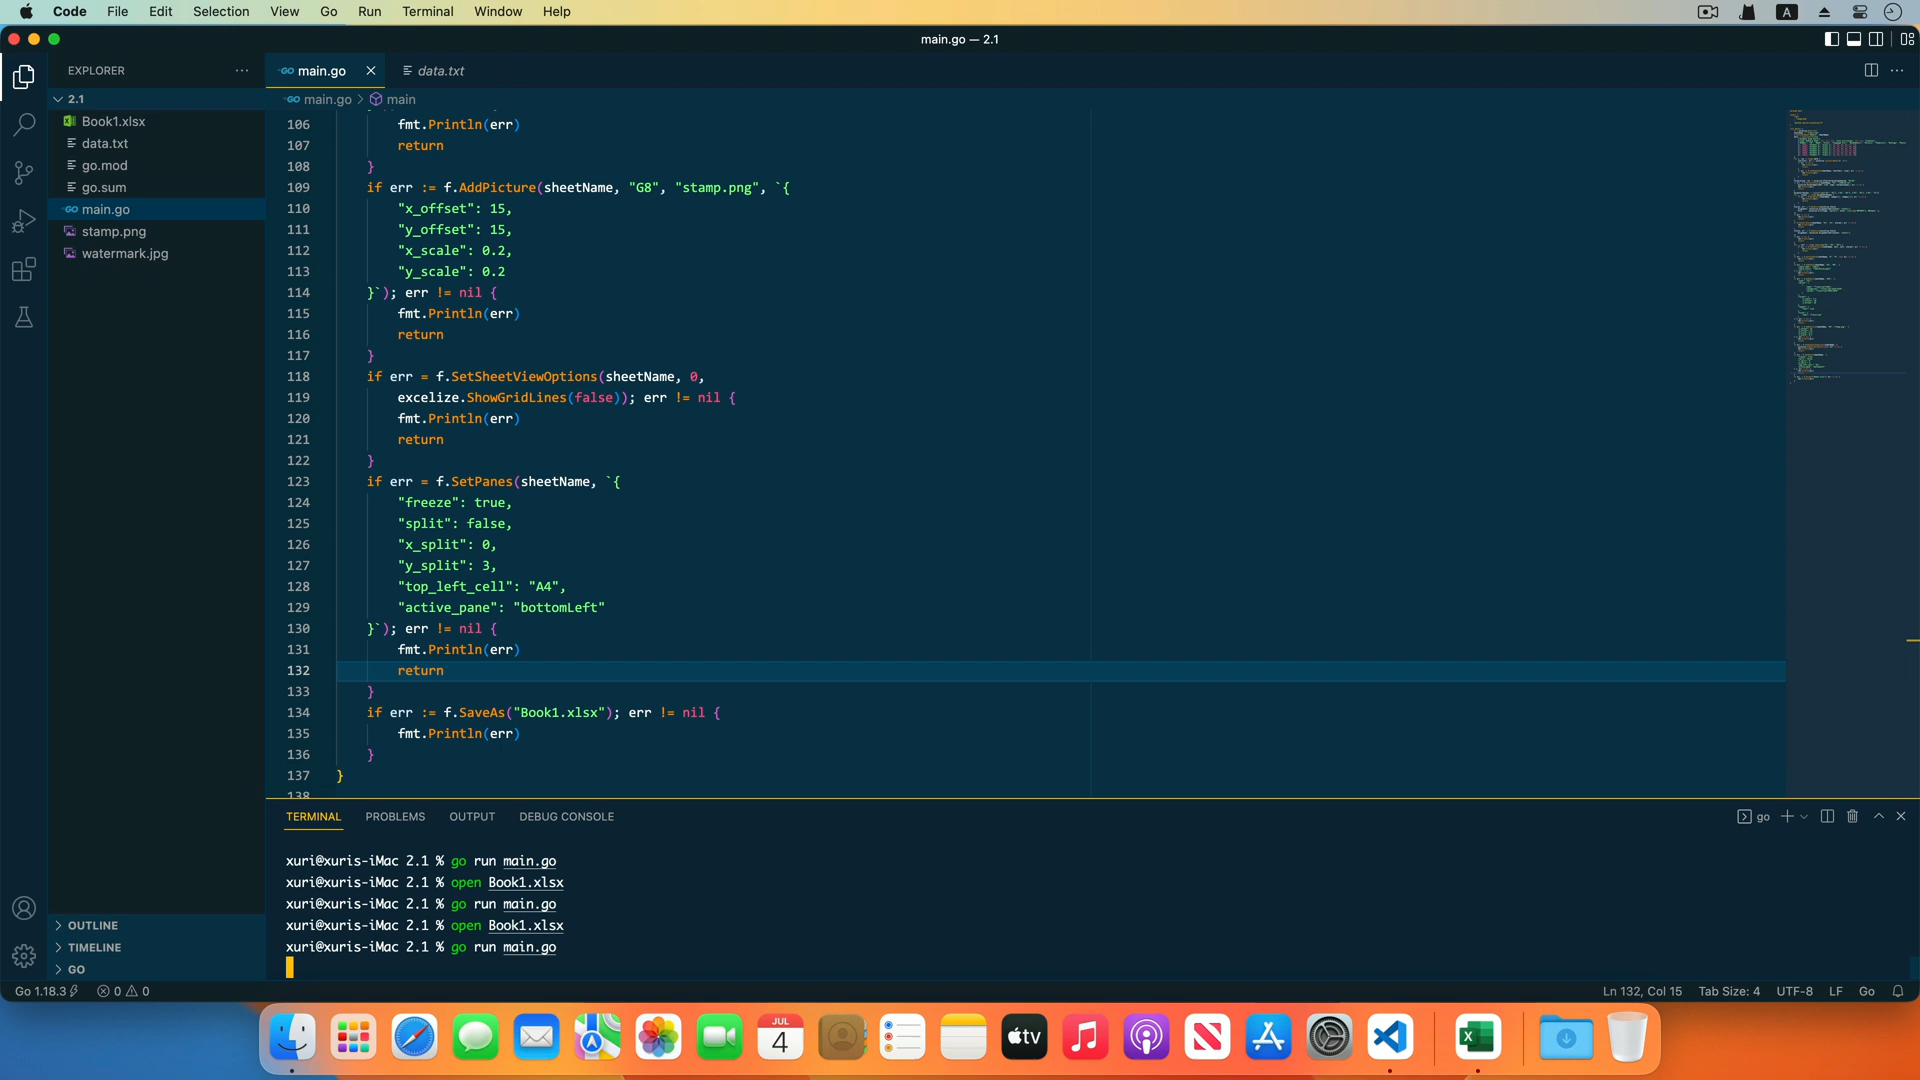 Code File Edit Selection View Go Run Terminal Window Help A
main.go — 2.1
EXPLORER
main.go
data.txt
2.1
main.go > main
Book1.xlsx
data.txt
go.mod
go.sum
main.go
stamp.png
watermark.jpg
106 fmt.Println(err)
107 return
108 }
109 if err := f.AddPicture(sheetName, "G8", "stamp.png", `{
110 "x_offset": 15,
111 "y_offset": 15,
112 "x_scale": 0.2,
113 "y_scale": 0.2
114 }`); err != nil {
115 fmt.Println(err)
116 return
117 }
118 if err = f.SetSheetViewOptions(sheetName, 0,
119 excelize.ShowGridLines(false)); err != nil {
120 fmt.Println(err)
121 return
122 }
123 if err = f.SetPanes(sheetName, `{
124 "freeze": true,
125 "split": false,
126 "x_split": 0,
127 "y_split": 3,
128 "top_left_cell": "A4",
129 "active_pane": "bottomLeft"
130 }`); err != nil {
131 fmt.Println(err)
132 return
133 }
134 if err := f.SaveAs("Book1.xlsx"); err != nil {
135 fmt.Println(err)
136 }
137 }
138
TERMINAL PROBLEMS OUTPUT DEBUG CONSOLE
go
xuri@xuris-iMac 2.1 % go run main.go
xuri@xuris-iMac 2.1 % open Book1.xlsx
xuri@xuris-iMac 2.1 % go run main.go
xuri@xuris-iMac 2.1 % open Book1.xlsx
xuri@xuris-iMac 2.1 % go run main.go
OUTLINE
TIMELINE
GO
Go 1.18.3 0 0 Ln 132, Col 15 Tab Size: 4 UTF-8 LF Go
JUL
4
tv